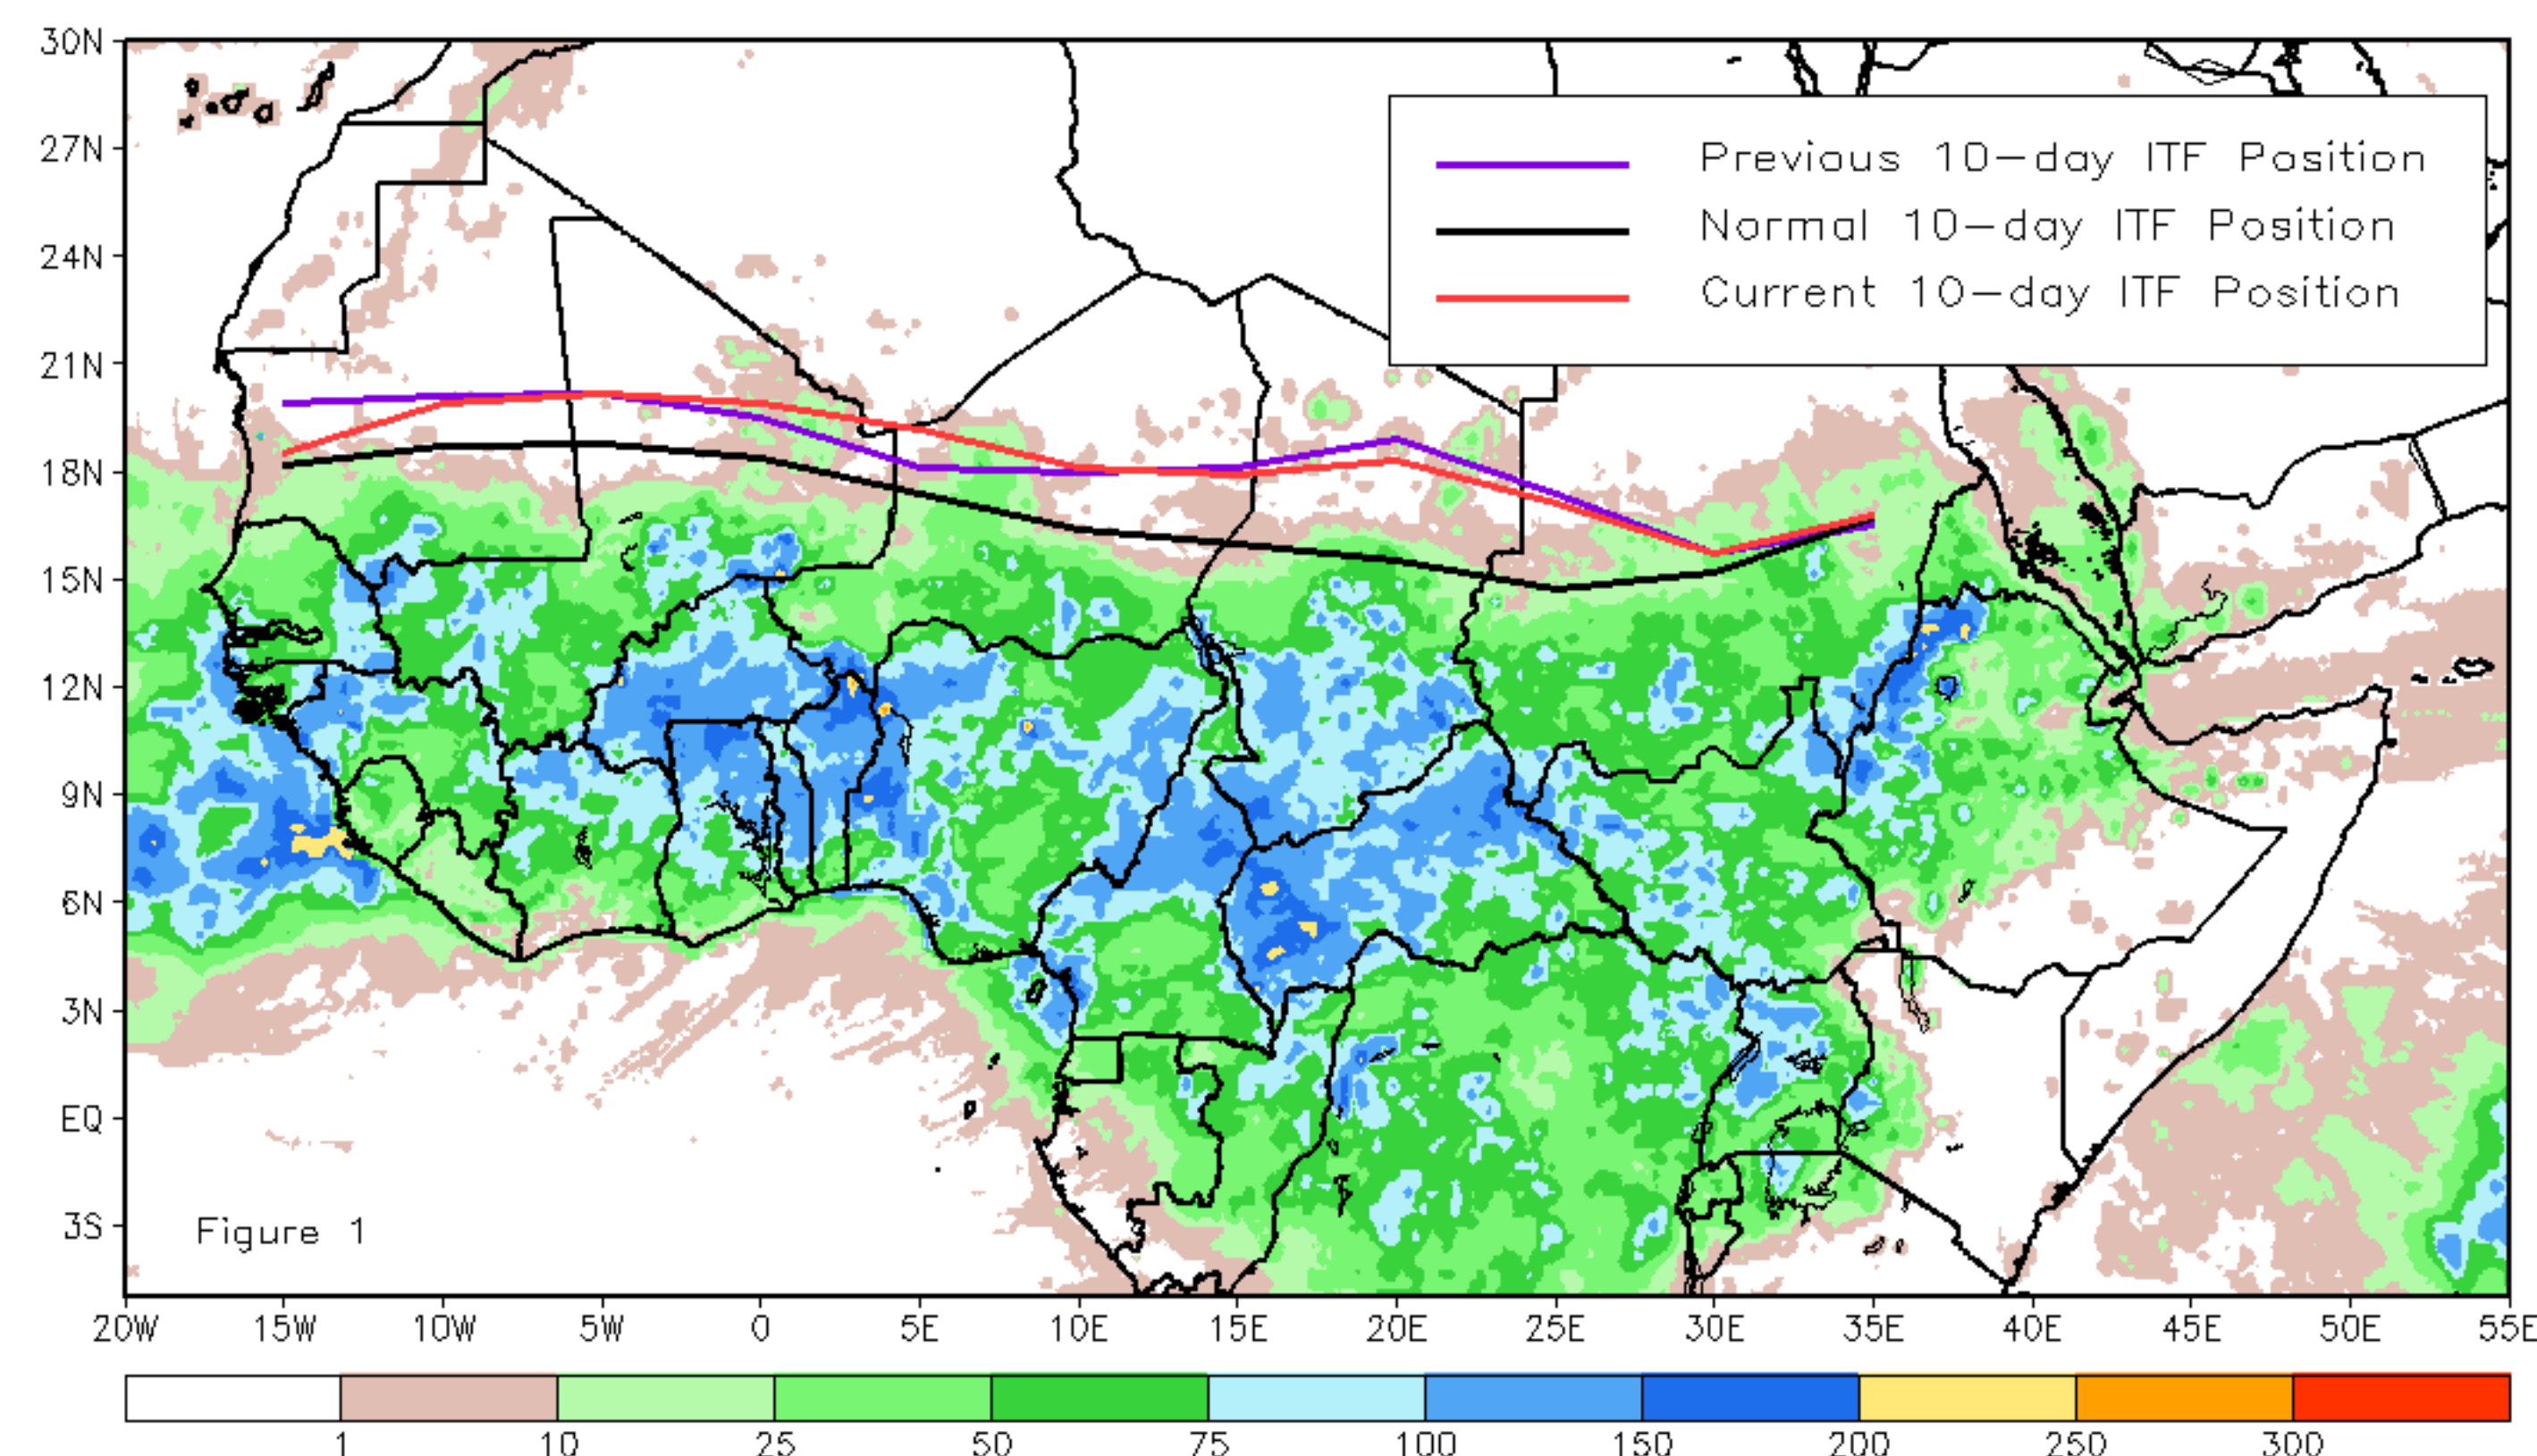 30N
27N
24N
21N
18N
15N
12N
9N
6N
3N
EQ
3S
Previous 10-day ITF Position
Normal 10-day ITF Position
Current 10-day ITF Position
Figure 1
20W 15W 10W 5W 0 5E 10E 15E 20E 25E 30E 35E 40E 45E 50E 55E
1 10 25 50 75 100 150 200 250 300